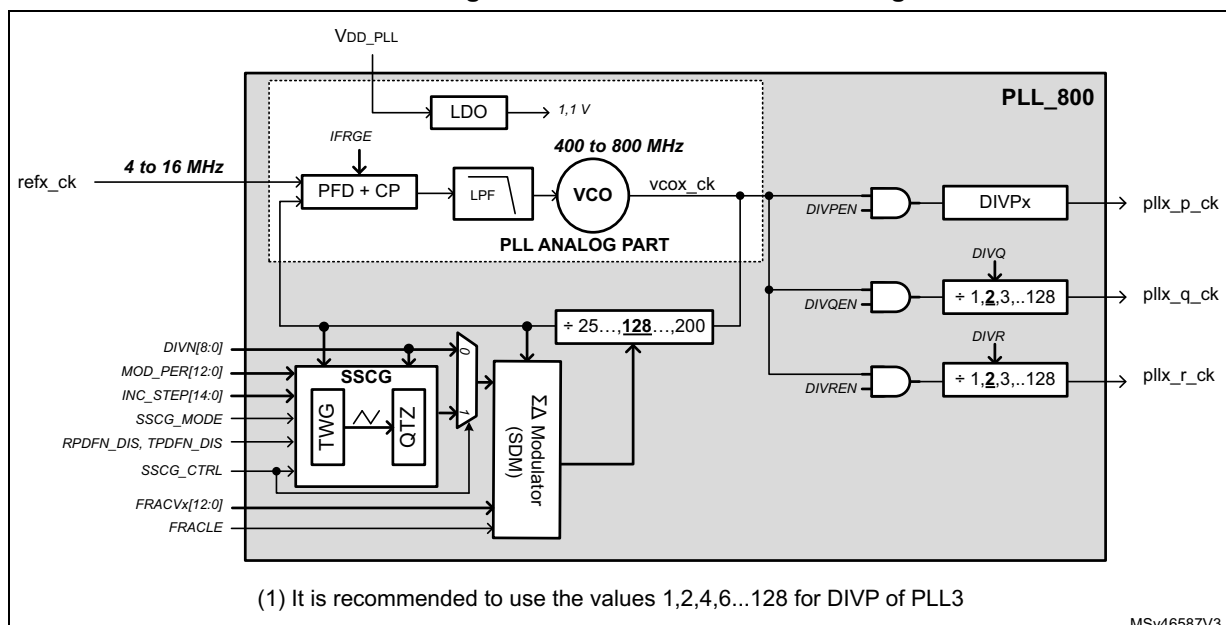 VDD_PLL
PLL_800
LDO
1,1 V
IFRGE
400 to 800 MHz
4 to 16 MHz
refx_ck
PFD + CP
LPF
VCO
vcox_ck
DIVPEN
DIVPx
pllx_p_ck
PLL ANALOG PART
DIVQ
DIVQEN
÷ 1,2,3,..128
pllx_q_ck
÷ 25...,128...,200
DIVR
DIVREN
÷ 1,2,3,..128
pllx_r_ck
DIVN[8:0]
MOD_PER[12:0]
INC_STEP[14:0]
SSCG_MODE
RPDFN_DIS, TPDFN_DIS
SSCG_CTRL
FRACVx[12:0]
FRACLE
SSCG
TWG
QTZ
0
1
ΣΔ Modulator
(SDM)
(1) It is recommended to use the values 1,2,4,6...128 for DIVP of PLL3
MSv46587V3